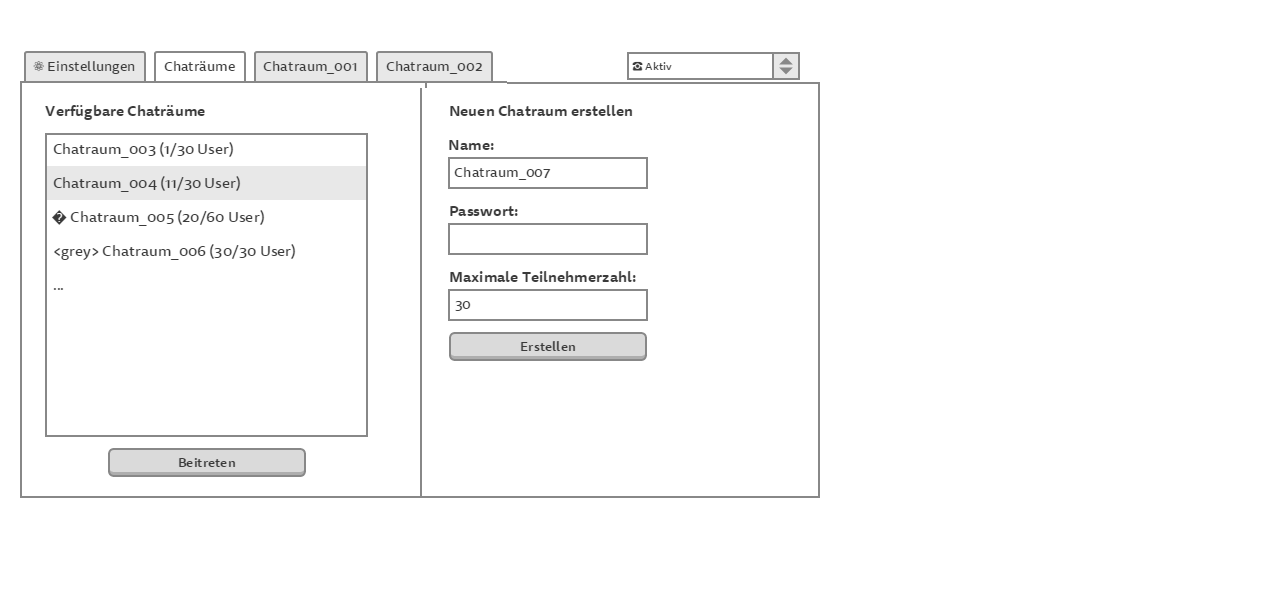 Einstellungen
Chaträume
Chatraum_001
Chatraum_002
Aktiv
Verfügbare Chaträume
Chatraum_003 (1/30 User)
Chatraum_004 (11/30 User)
� Chatraum_005 (20/60 User)
<grey> Chatraum_006 (30/30 User)
...
Beitreten
Neuen Chatraum erstellen
Name:
Chatraum_007
Passwort:
Maximale Teilnehmerzahl:
30
Erstellen